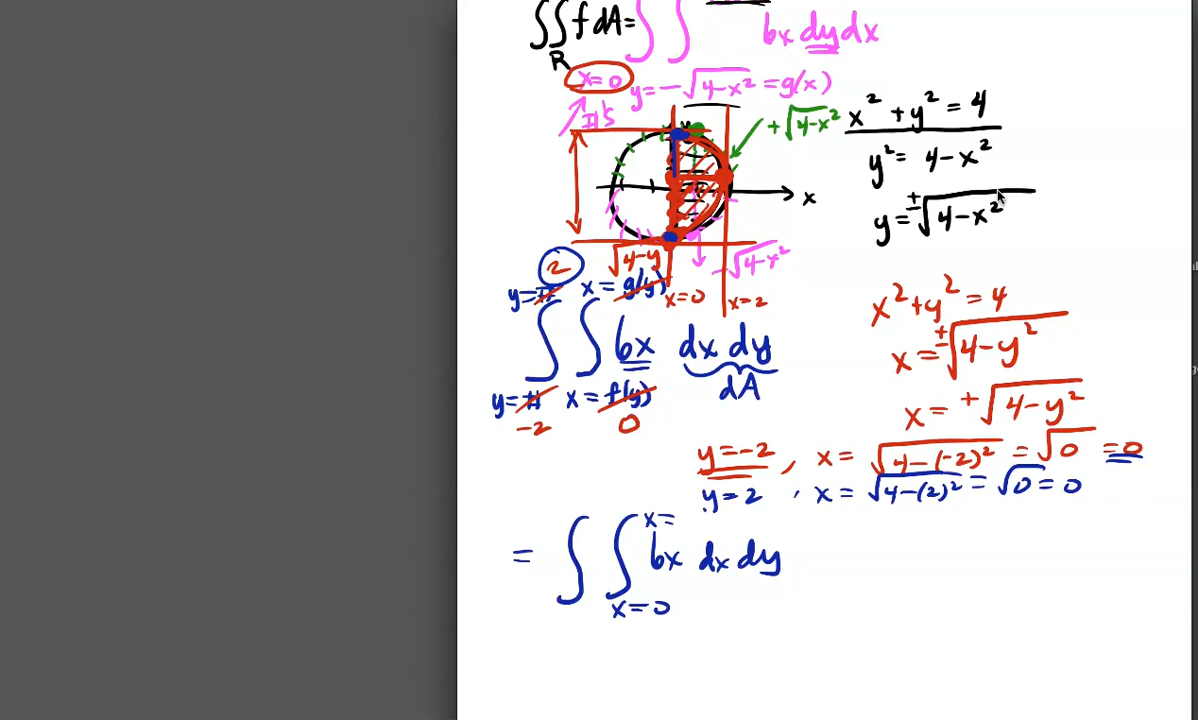 ∬ f dA = ∫ ∫ 6x dy dx
R
x=0 y = -√(4-x²) = g(x)
#'s
+√(4-x²)
x² + y² = 4
y² = 4-x²
y = ±√(4-x²)
x
√(4-y
-√(4-x²)
2
y=# x = g(y)
x=0 x=2
x²+y² = 4
∫ ∫ 6x dx dy
x = ±√(4-y²)
dA
y=# x = f(y)
-2 0
x = +√(4-y²)
y=-2, x = √(4-(-2)²) = √0 = 0
y=2, x = √(4-(2)²) = √0 = 0
x=
= ∫ ∫ 6x dx dy
x=0